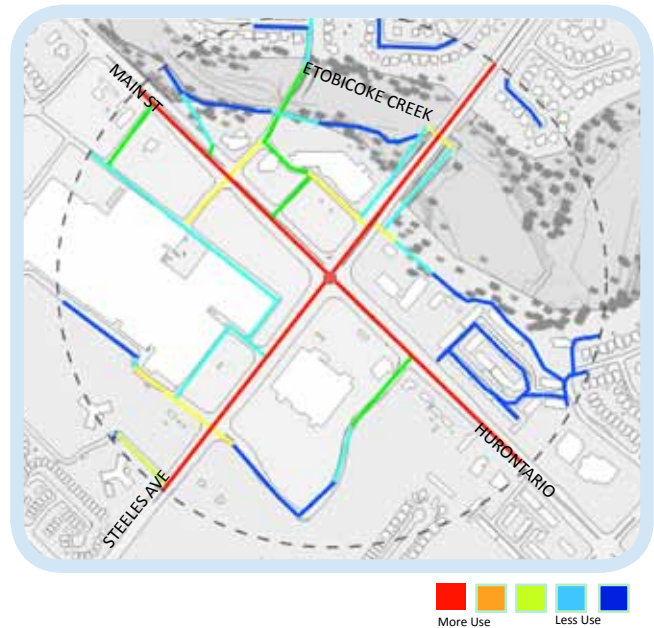 MAIN ST
ETOBICOKE CREEK
HURONTARIO
STEELES AVE
More Use
Less Use